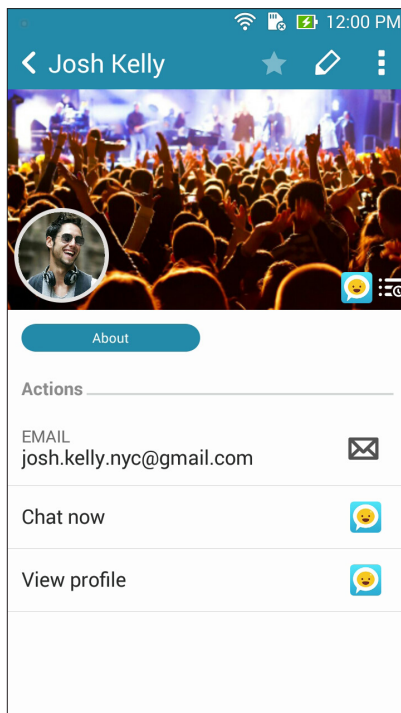 12:00 PM
Josh Kelly
About
Actions
EMAIL
josh.kelly.nyc@gmail.com
Chat now
View profile